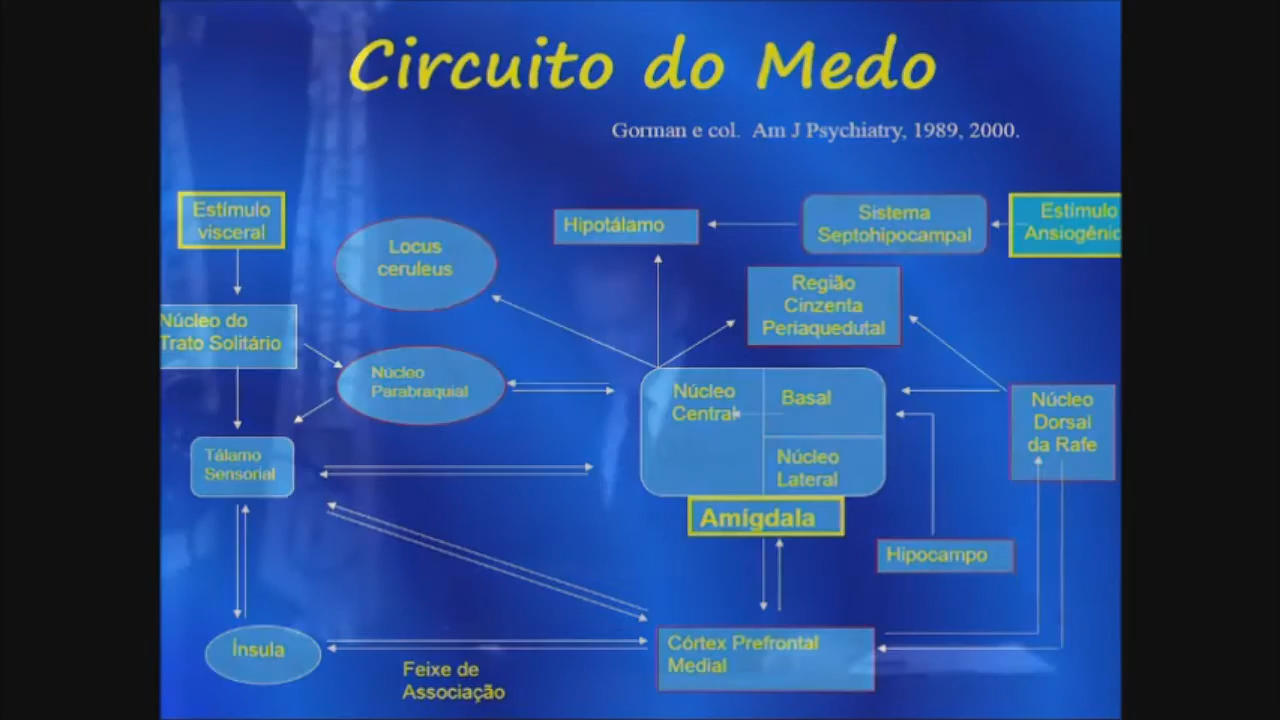 Circuito do Medo
Gorman e col. Am J Psychiatry, 1989, 2000.
Estímulo
visceral
Locus
ceruleus
Hipotálamo
Sistema
Septohipocampal
Estímulo
Ansiogênic
Região
Cinzenta
Periaquedutal
Núcleo do
Trato Solitário
Núcleo
Parabraquial
Núcleo
Central
Basal
Núcleo
Lateral
Núcleo
Dorsal
da Rafe
Tálamo
Sensorial
Amígdala
Hipocampo
Ínsula
Córtex Prefrontal
Medial
Feixe de
Associação